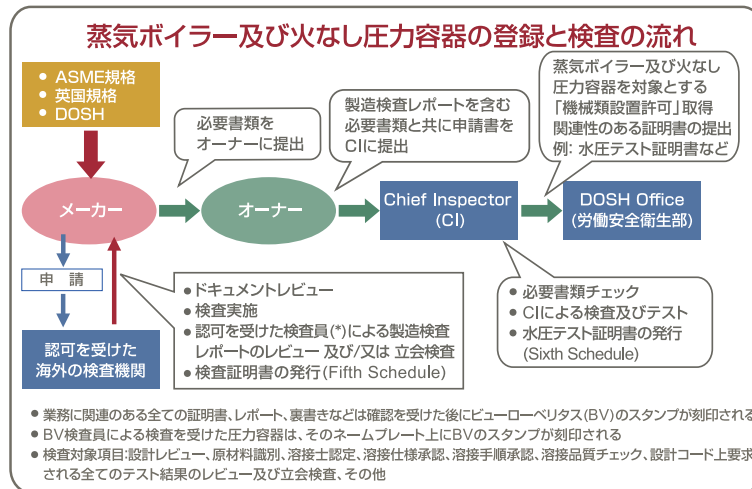 蒸気ボイラー及び火なし圧力容器の登録と検査の流れ
● ASME規格
● 英国規格
● DOSH
必要書類を
オーナーに提出
製造検査レポートを含む
必要書類と共に申請書を
CIに提出
蒸気ボイラー及び火なし
圧力容器を対象とする
「機械類設置許可」取得
関連性のある証明書の提出
例: 水圧テスト証明書など
メーカー
オーナー
Chief Inspector
(CI)
DOSH Office
(労働安全衛生部)
申 請
認可を受けた
海外の検査機関
●ドキュメントレビュー
●検査実施
●認可を受けた検査員(*)による製造検査
レポートのレビュー 及び/又は 立会検査
●検査証明書の発行(Fifth Schedule)
● 必要書類チェック
● CIによる検査及びテスト
● 水圧テスト証明書の発行
(Sixth Schedule)
● 業務に関連のある全ての証明書、レポート、裏書きなどは確認を受けた後にビューローベリタス(BV)のスタンプが刻印される
● BV検査員による検査を受けた圧力容器は、そのネームプレート上にBVのスタンプが刻印される
● 検査対象項目:設計レビュー、原材料識別、溶接士認定、溶接仕様承認、溶接手順承認、溶接品質チェック、設計コード上要求
される全てのテスト結果のレビュー及び立会検査、その他